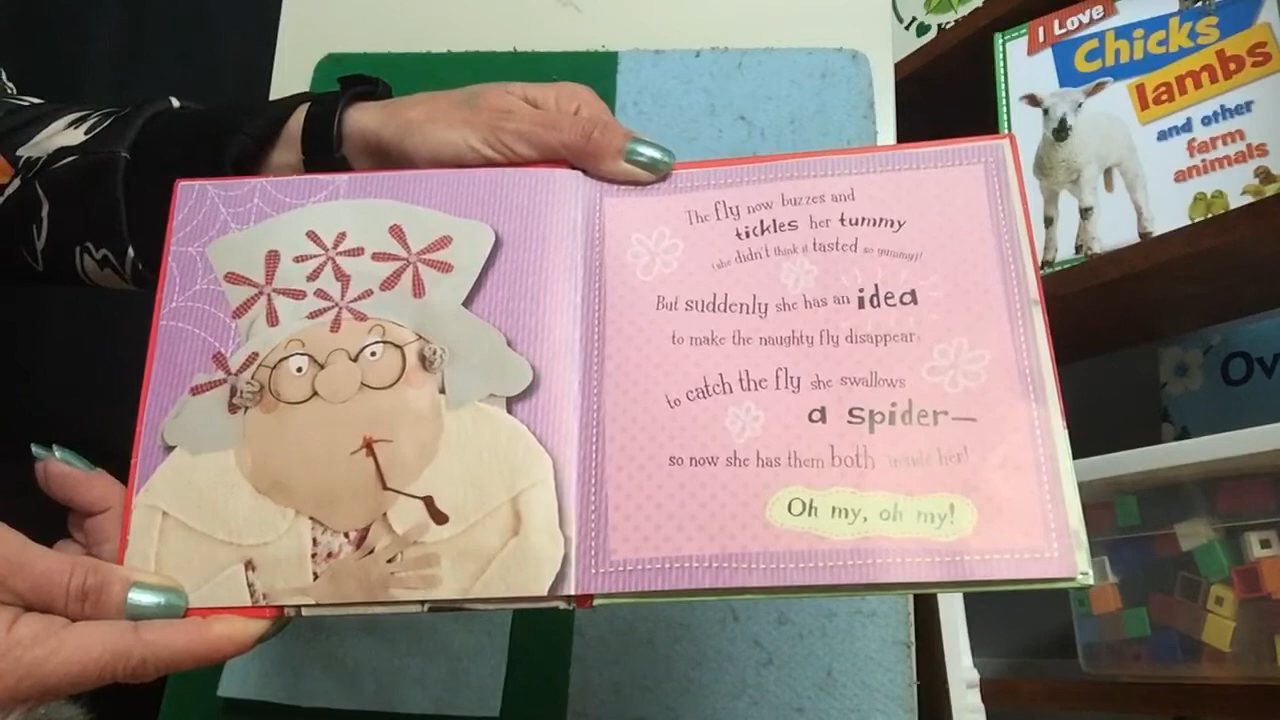 The fly now buzzes and
tickles her tummy
(she didn't think it tasted so yummy)!
But suddenly she has an idea
to make the naughty fly disappear:
to catch the fly she swallows
a spider—
so now she has them both inside her!
Oh my, oh my!
I Love
Chicks
lambs
and other
farm
animals
Ov